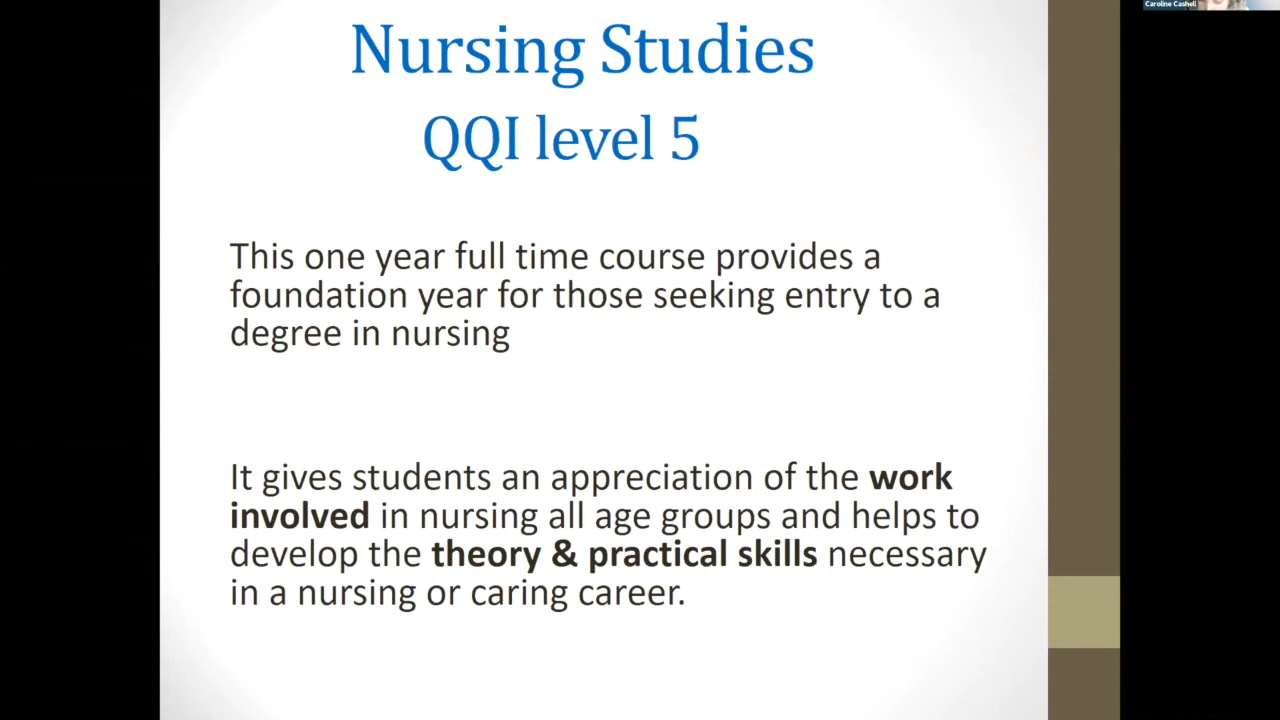 Caroline Cashell
Nursing Studies
QQI level 5
This one year full time course provides a
foundation year for those seeking entry to a
degree in nursing
It gives students an appreciation of the work
involved in nursing all age groups and helps to
develop the theory & practical skills necessary
in a nursing or caring career.